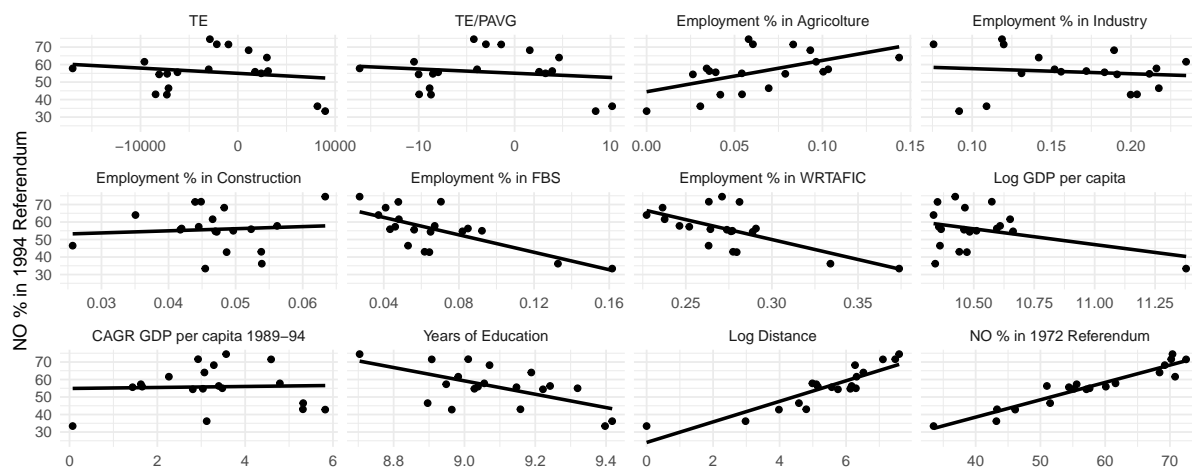 TE
TE/PAVG
Employment % in Agricolture
Employment % in Industry
70
60
50
40
30
−10000 0 10000
−10 0 10
0.00 0.05 0.10 0.15
0.10 0.15 0.20
Employment % in Construction
Employment % in FBS
Employment % in WRTAFIC
Log GDP per capita
70
60
50
40
30
0.03 0.04 0.05 0.06
0.04 0.08 0.12 0.16
0.25 0.30 0.35
10.50 10.75 11.00 11.25
CAGR GDP per capita 1989−94
Years of Education
Log Distance
NO % in 1972 Referendum
70
60
50
40
30
0 2 4 6
8.8 9.0 9.2 9.4
0 2 4 6
40 50 60 70
NO % in 1994 Referendum